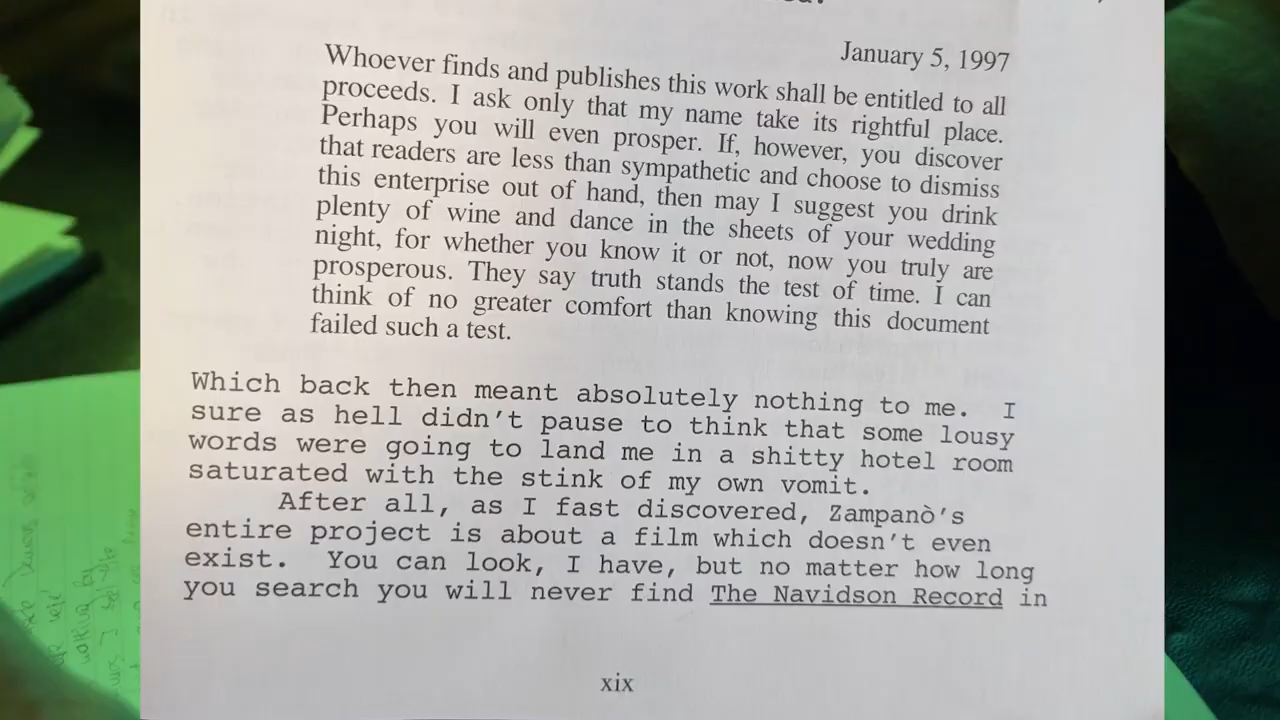 January 5, 1997
Whoever finds and publishes this work shall be entitled to all
proceeds. I ask only that my name take its rightful place.
Perhaps you will even prosper. If, however, you discover
that readers are less than sympathetic and choose to dismiss
this enterprise out of hand, then may I suggest you drink
plenty of wine and dance in the sheets of your wedding
night, for whether you know it or not, now you truly are
prosperous. They say truth stands the test of time. I can
think of no greater comfort than knowing this document
failed such a test.
Which back then meant absolutely nothing to me. I
sure as hell didn't pause to think that some lousy
words were going to land me in a shitty hotel room
saturated with the stink of my own vomit.
After all, as I fast discovered, Zampanò's
entire project is about a film which doesn't even
exist. You can look, I have, but no matter how long
you search you will never find The Navidson Record in
xix